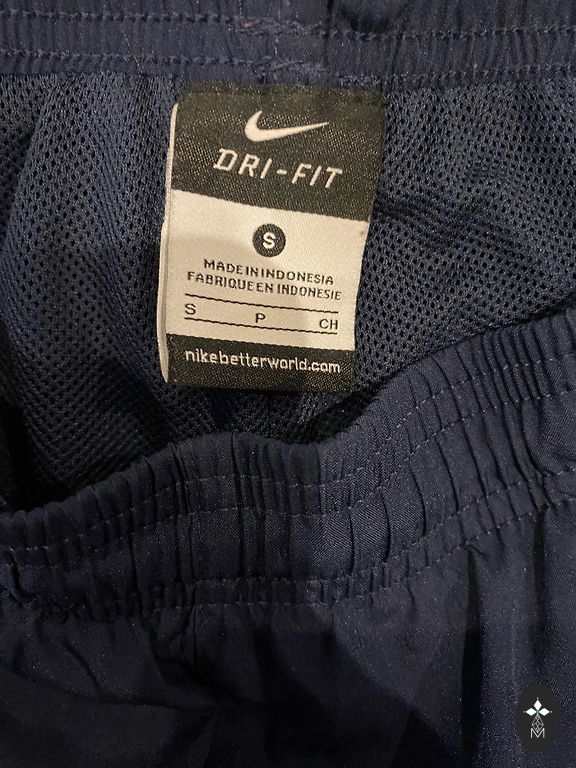 DRI-FIT
S
MADE IN INDONESIA
FABRIQUE EN INDONESIE
S P CH
nikebetterworld.com
M